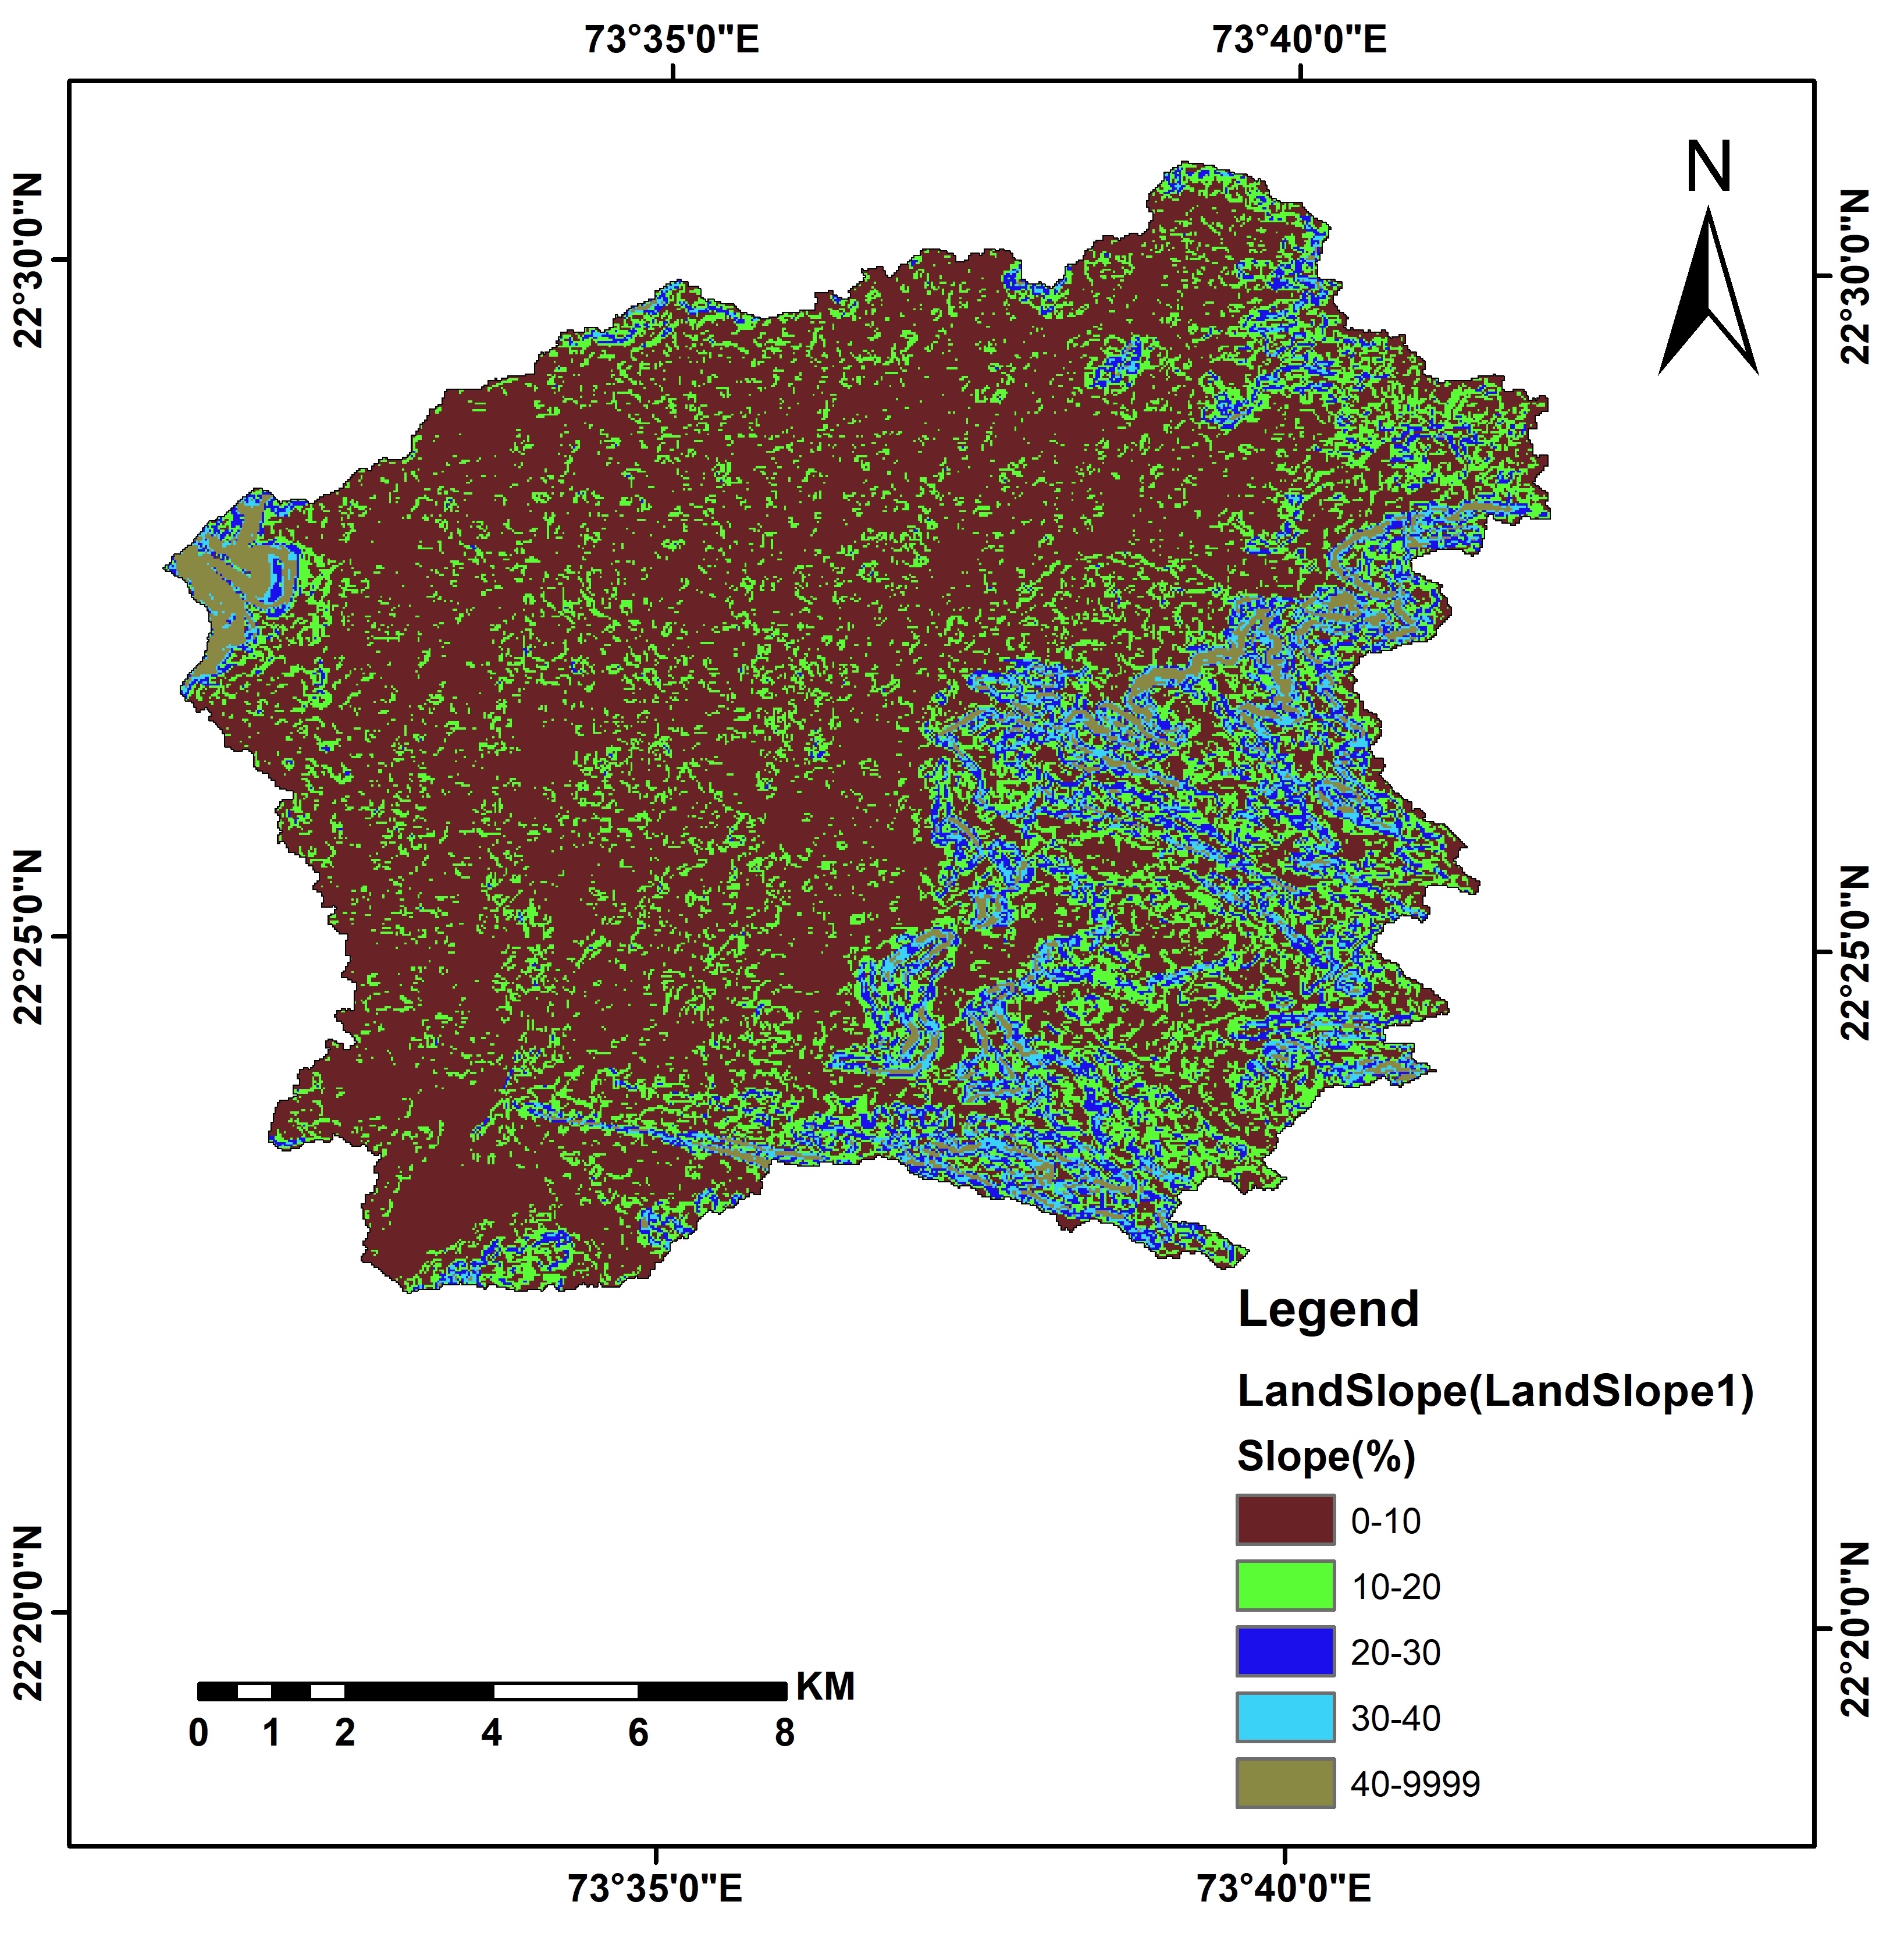 73°35'0"E 73°40'0"E
N
22°30'0"N 22°30'0"N
22°25'0"N 22°25'0"N
Legend
LandSlope(LandSlope1)
Slope(%)
0-10
10-20
20-30
30-40
40-9999
22°20'0"N 22°20'0"N
KM
0 1 2 4 6 8
73°35'0"E 73°40'0"E